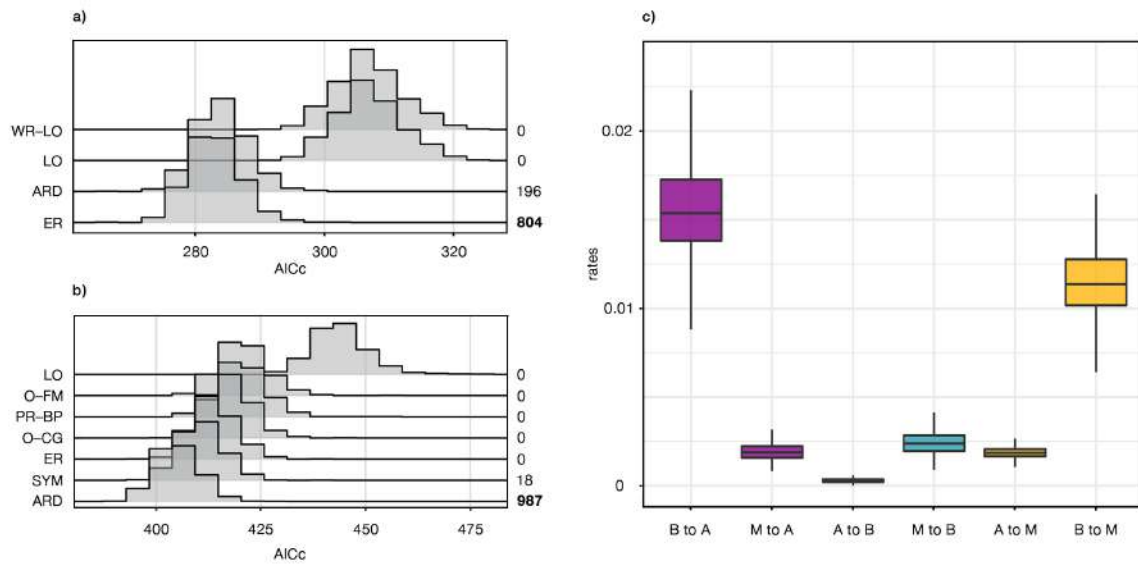 a)
WR–LO 0
LO 0
ARD 196
ER 804
280 300 320
AICc
b)
LO 0
O–FM 0
PR–BP 0
O–CG 0
ER 0
SYM 18
ARD 987
400 425 450 475
AICc
c)
rates
0.02
0.01
0
B to A M to A A to B M to B A to M B to M